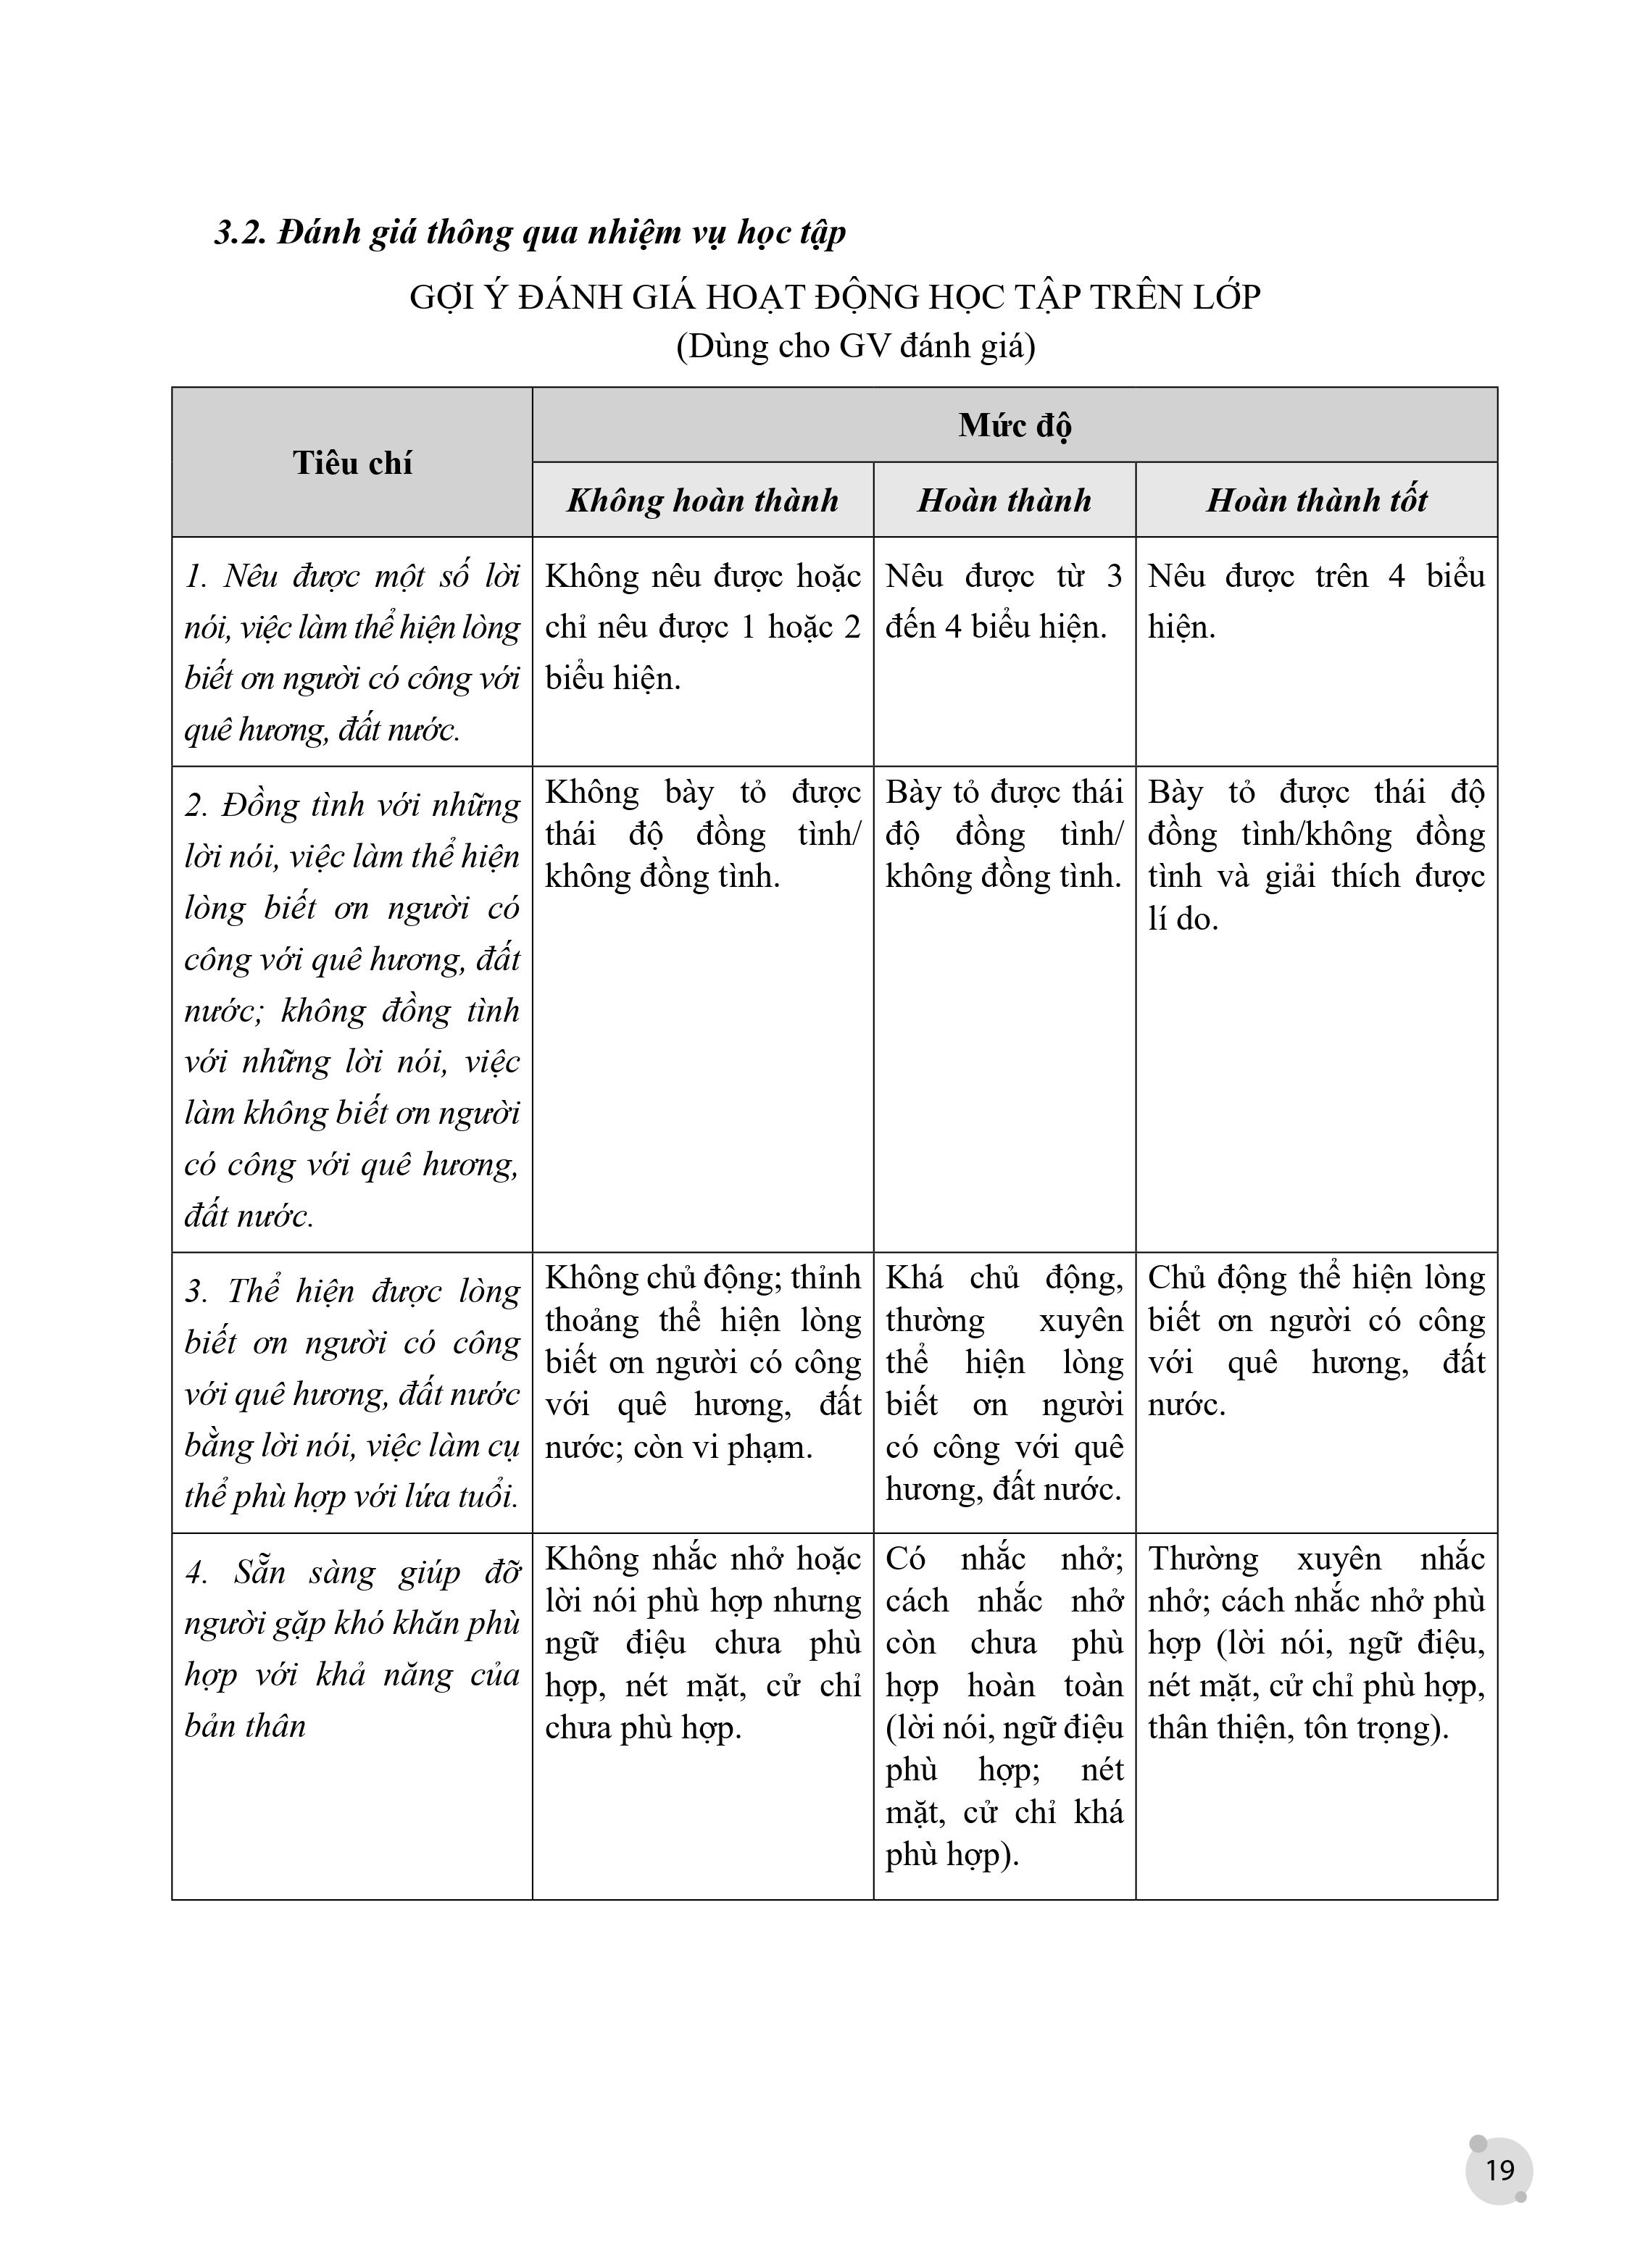 3.2. Đánh giá thông qua nhiệm vụ học tập
GỢI Ý ĐÁNH GIÁ HOẠT ĐỘNG HỌC TẬP TRÊN LỚP
(Dùng cho GV đánh giá)
Tiêu chí
Mức độ
Không hoàn thành
Hoàn thành
Hoàn thành tốt
1. Nêu được một số lời
nói, việc làm thể hiện lòng
biết ơn người có công với
quê hương, đất nước.
Không nêu được hoặc
chỉ nêu được 1 hoặc 2
biểu hiện.
Nêu được từ 3
đến 4 biểu hiện.
Nêu được trên 4 biểu
hiện.
2. Đồng tình với những
lời nói, việc làm thể hiện
lòng biết ơn người có
công với quê hương, đất
nước; không đồng tình
với những lời nói, việc
làm không biết ơn người
có công với quê hương,
đất nước.
Không bày tỏ được
thái độ đồng tình/
không đồng tình.
Bày tỏ được thái
độ đồng tình/
không đồng tình.
Bày tỏ được thái độ
đồng tình/không đồng
tình và giải thích được
lí do.
3. Thể hiện được lòng
biết ơn người có công
với quê hương, đất nước
bằng lời nói, việc làm cụ
thể phù hợp với lứa tuổi.
Không chủ động; thỉnh
thoảng thể hiện lòng
biết ơn người có công
với quê hương, đất
nước; còn vi phạm.
Khá chủ động,
thường xuyên
thể hiện lòng
biết ơn người
có công với quê
hương, đất nước.
Chủ động thể hiện lòng
biết ơn người có công
với quê hương, đất
nước.
4. Sẵn sàng giúp đỡ
người gặp khó khăn phù
hợp với khả năng của
bản thân
Không nhắc nhở hoặc
lời nói phù hợp nhưng
ngữ điệu chưa phù
hợp, nét mặt, cử chỉ
chưa phù hợp.
Có nhắc nhở;
cách nhắc nhở
còn chưa phù
hợp hoàn toàn
(lời nói, ngữ điệu
phù hợp; nét
mặt, cử chỉ khá
phù hợp).
Thường xuyên nhắc
nhở; cách nhắc nhở phù
hợp (lời nói, ngữ điệu,
nét mặt, cử chỉ phù hợp,
thân thiện, tôn trọng).
19